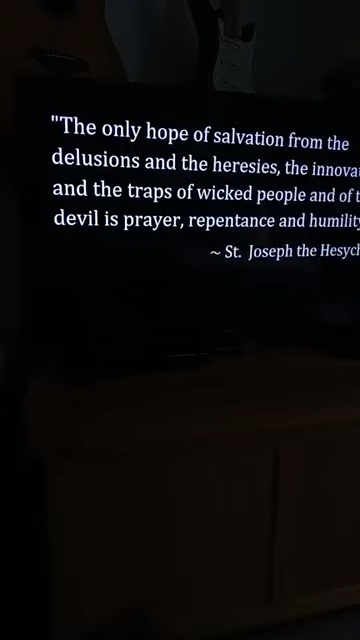 "The only hope of salvation from the
delusions and the heresies, the
and the traps of wicked people and of
devil is prayer, repentance and humility
~ St. Joseph the